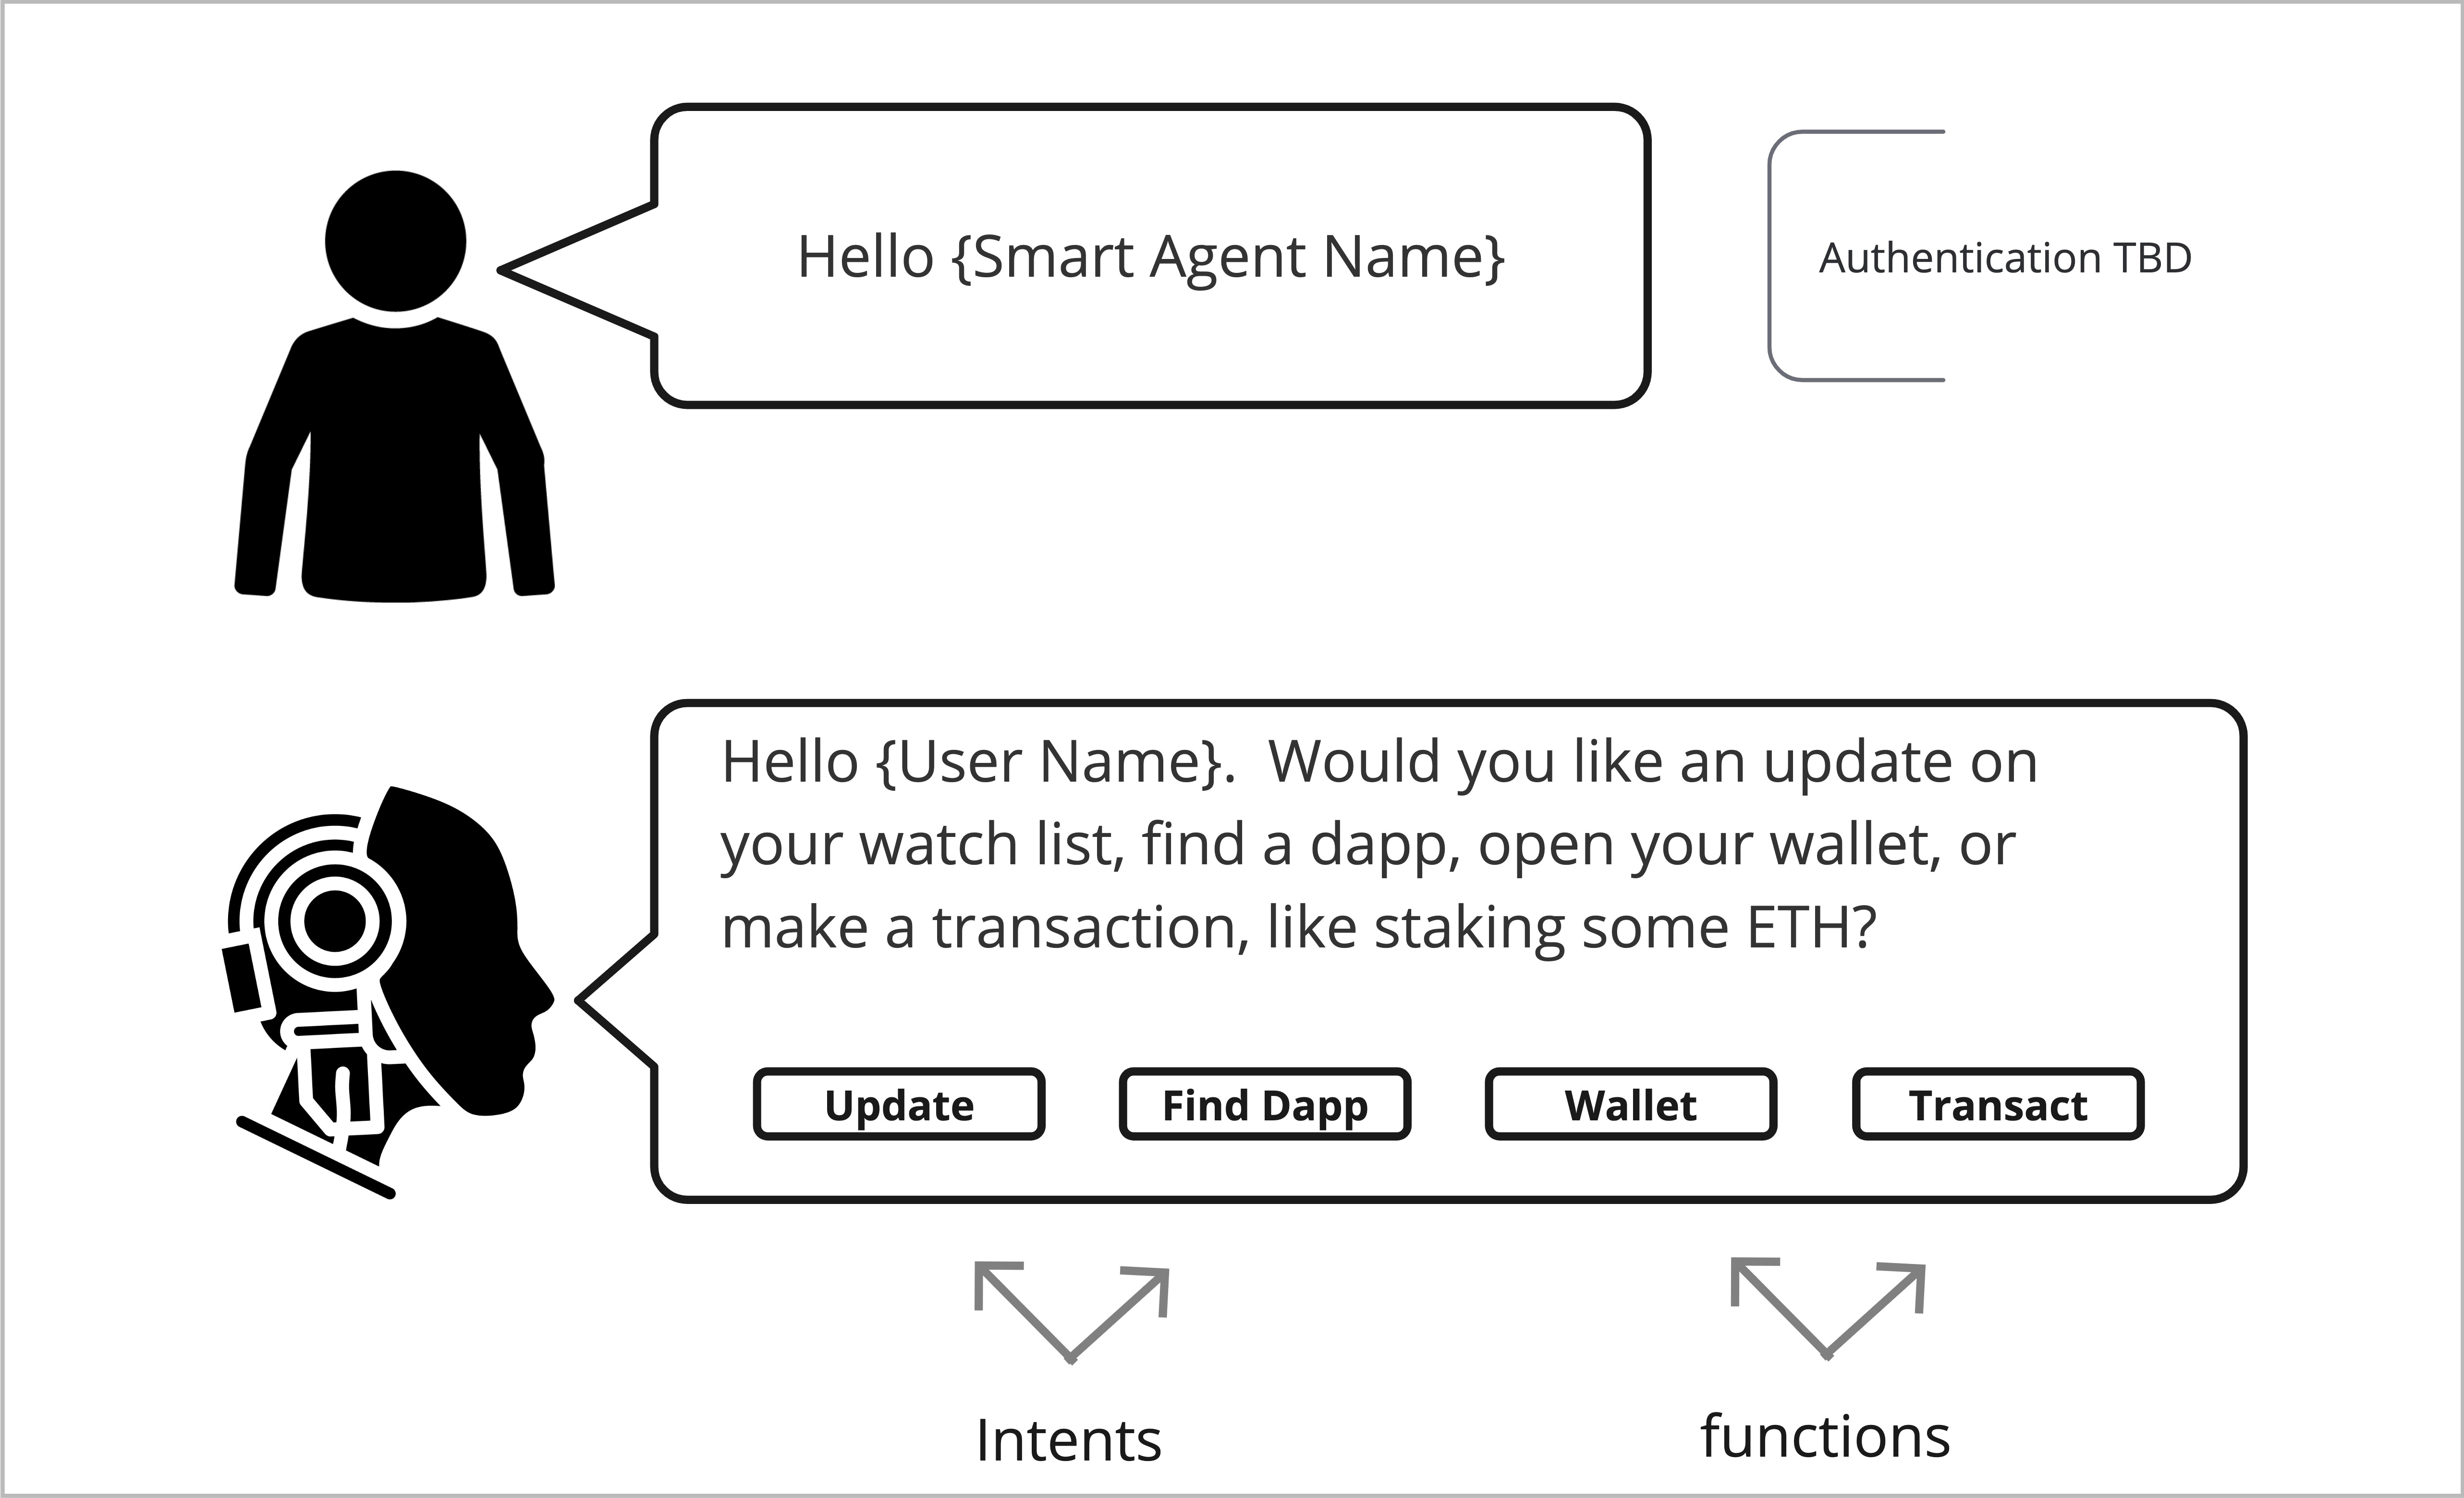 Hello {Smart Agent Name}
Authentication TBD
Hello {User Name}.  Would you like an update on
your watch list, find a dapp, open your wallet, or
make a transaction, like staking some ETH?
Update
Find Dapp
Wallet
Transact
Intents
functions